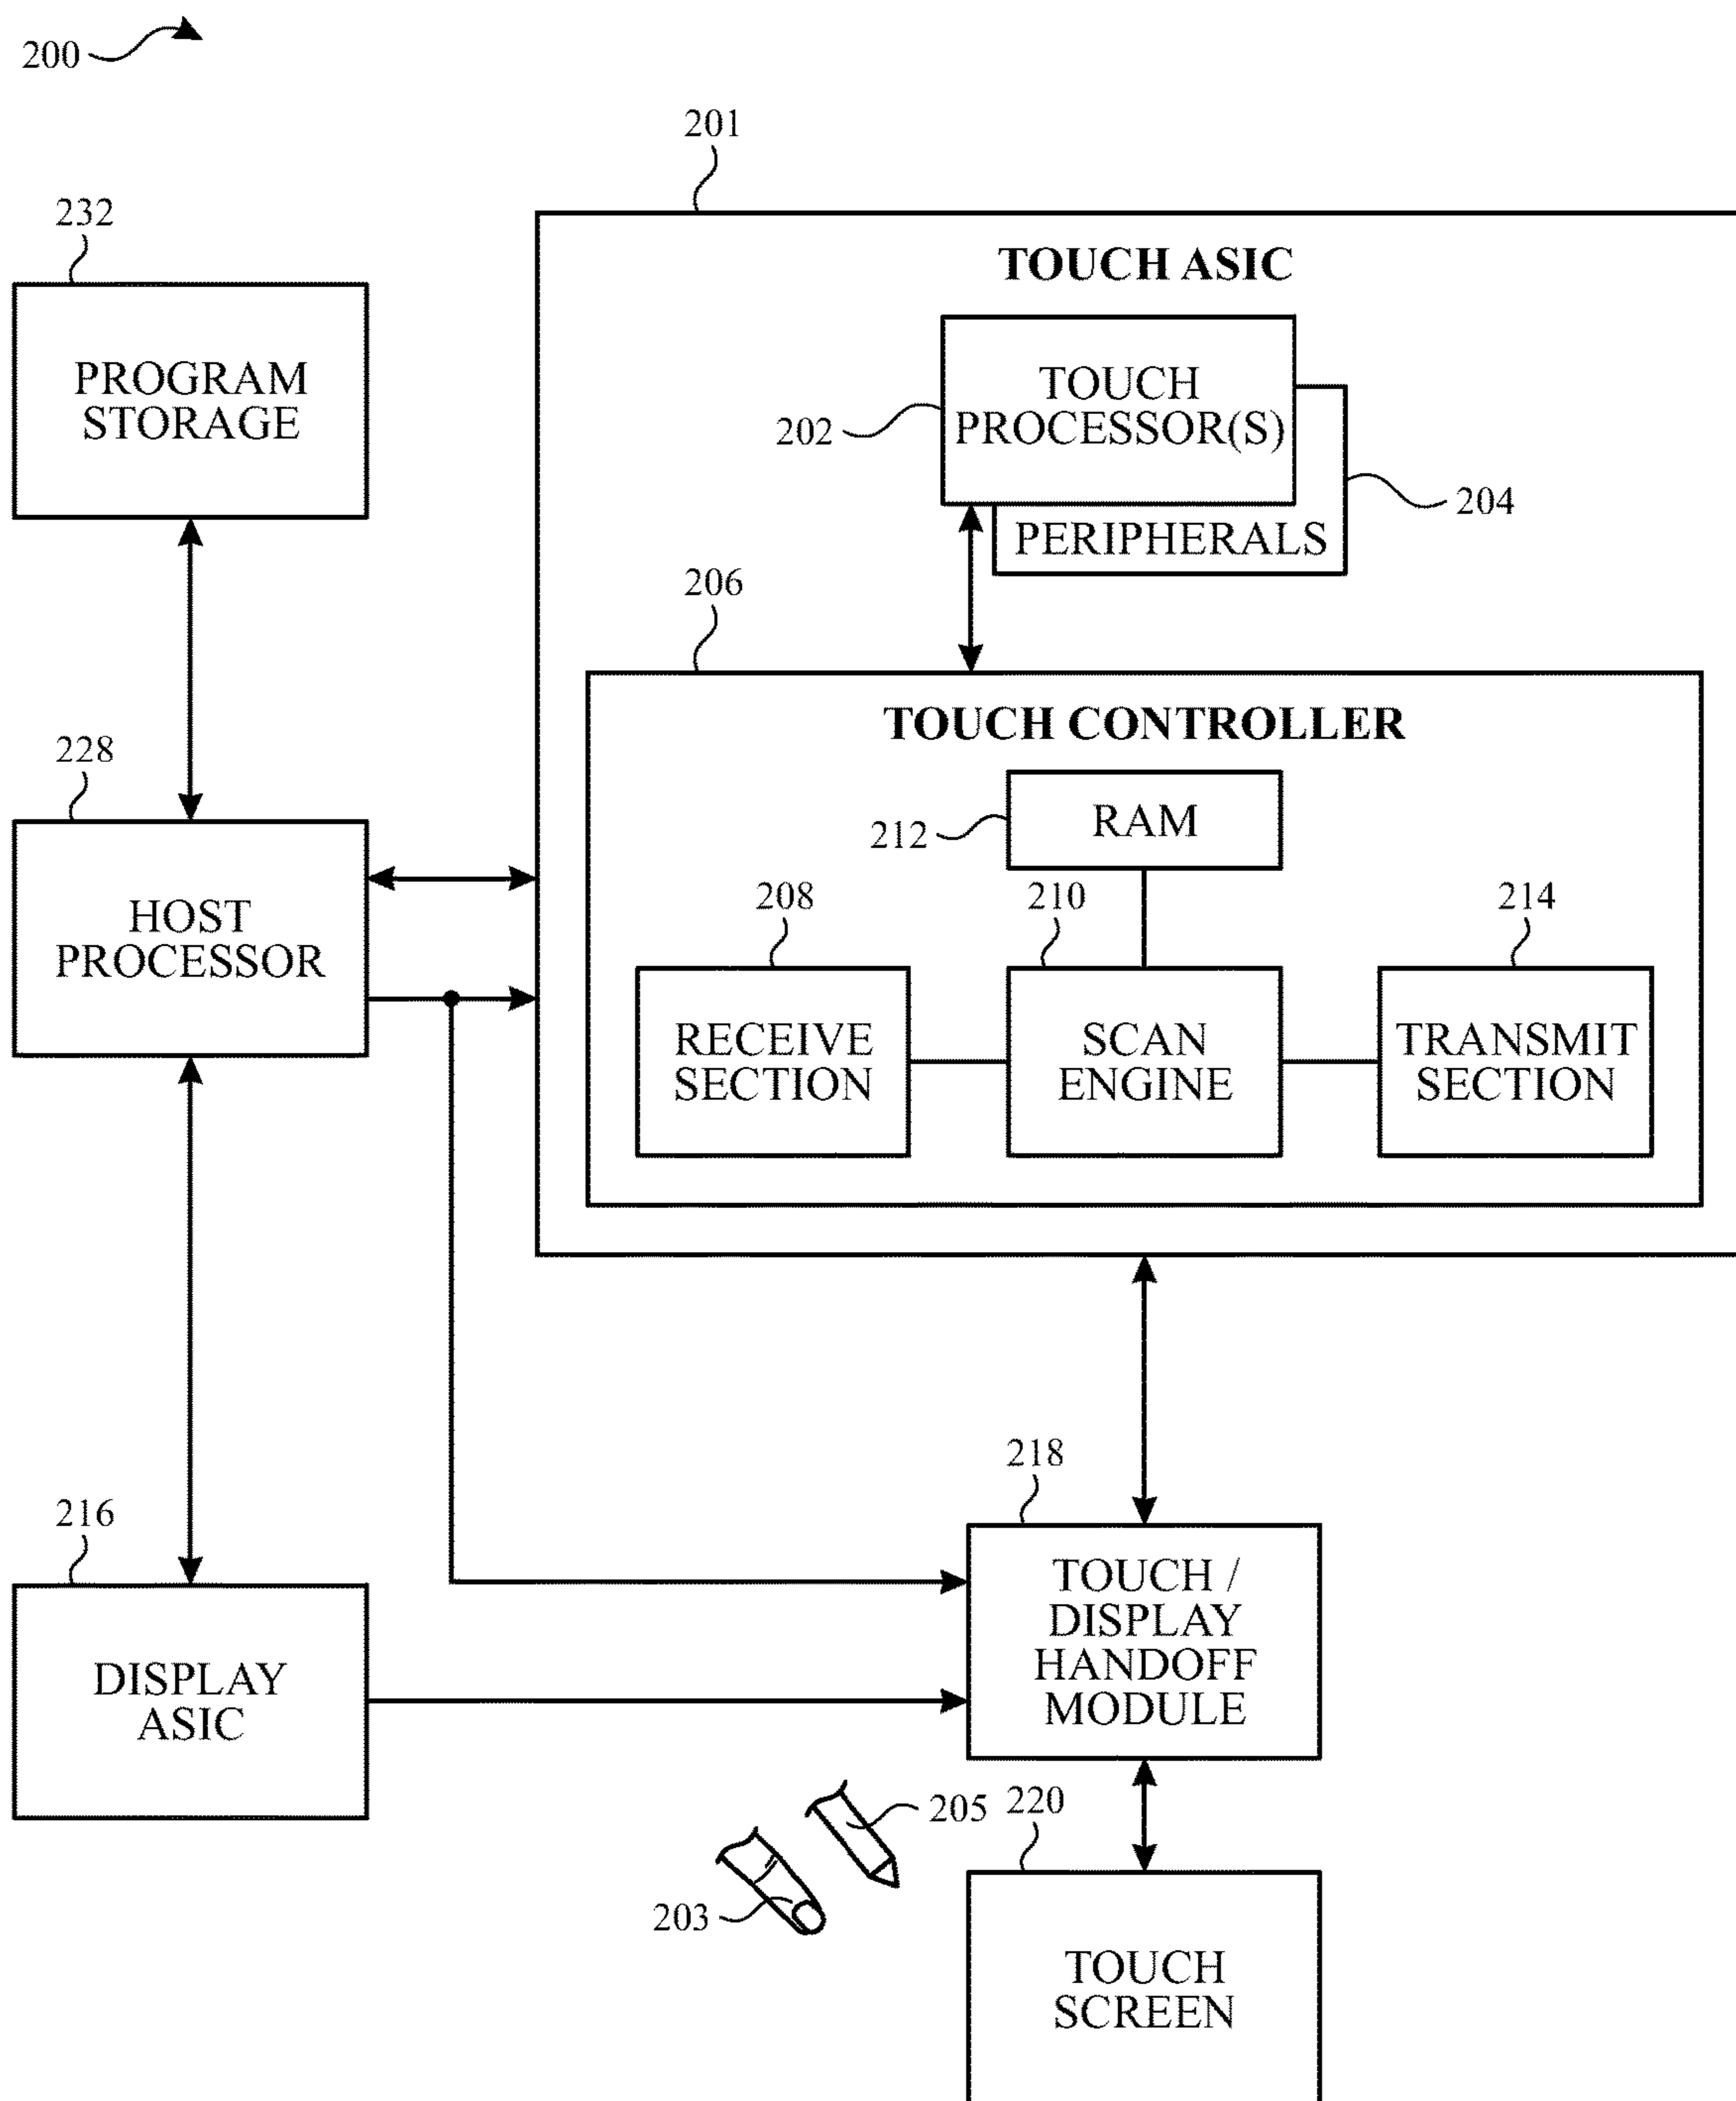 200
201
232
TOUCH ASIC
PROGRAM
STORAGE
TOUCH
PROCESSOR(S)
202
204
PERIPHERALS
206
TOUCH CONTROLLER
228
RAM
212
HOST
PROCESSOR
208
210
214
RECEIVE
SECTION
SCAN
ENGINE
TRANSMIT
SECTION
218
216
TOUCH /
DISPLAY
HANDOFF
MODULE
DISPLAY
ASIC
205
220
203
TOUCH
SCREEN